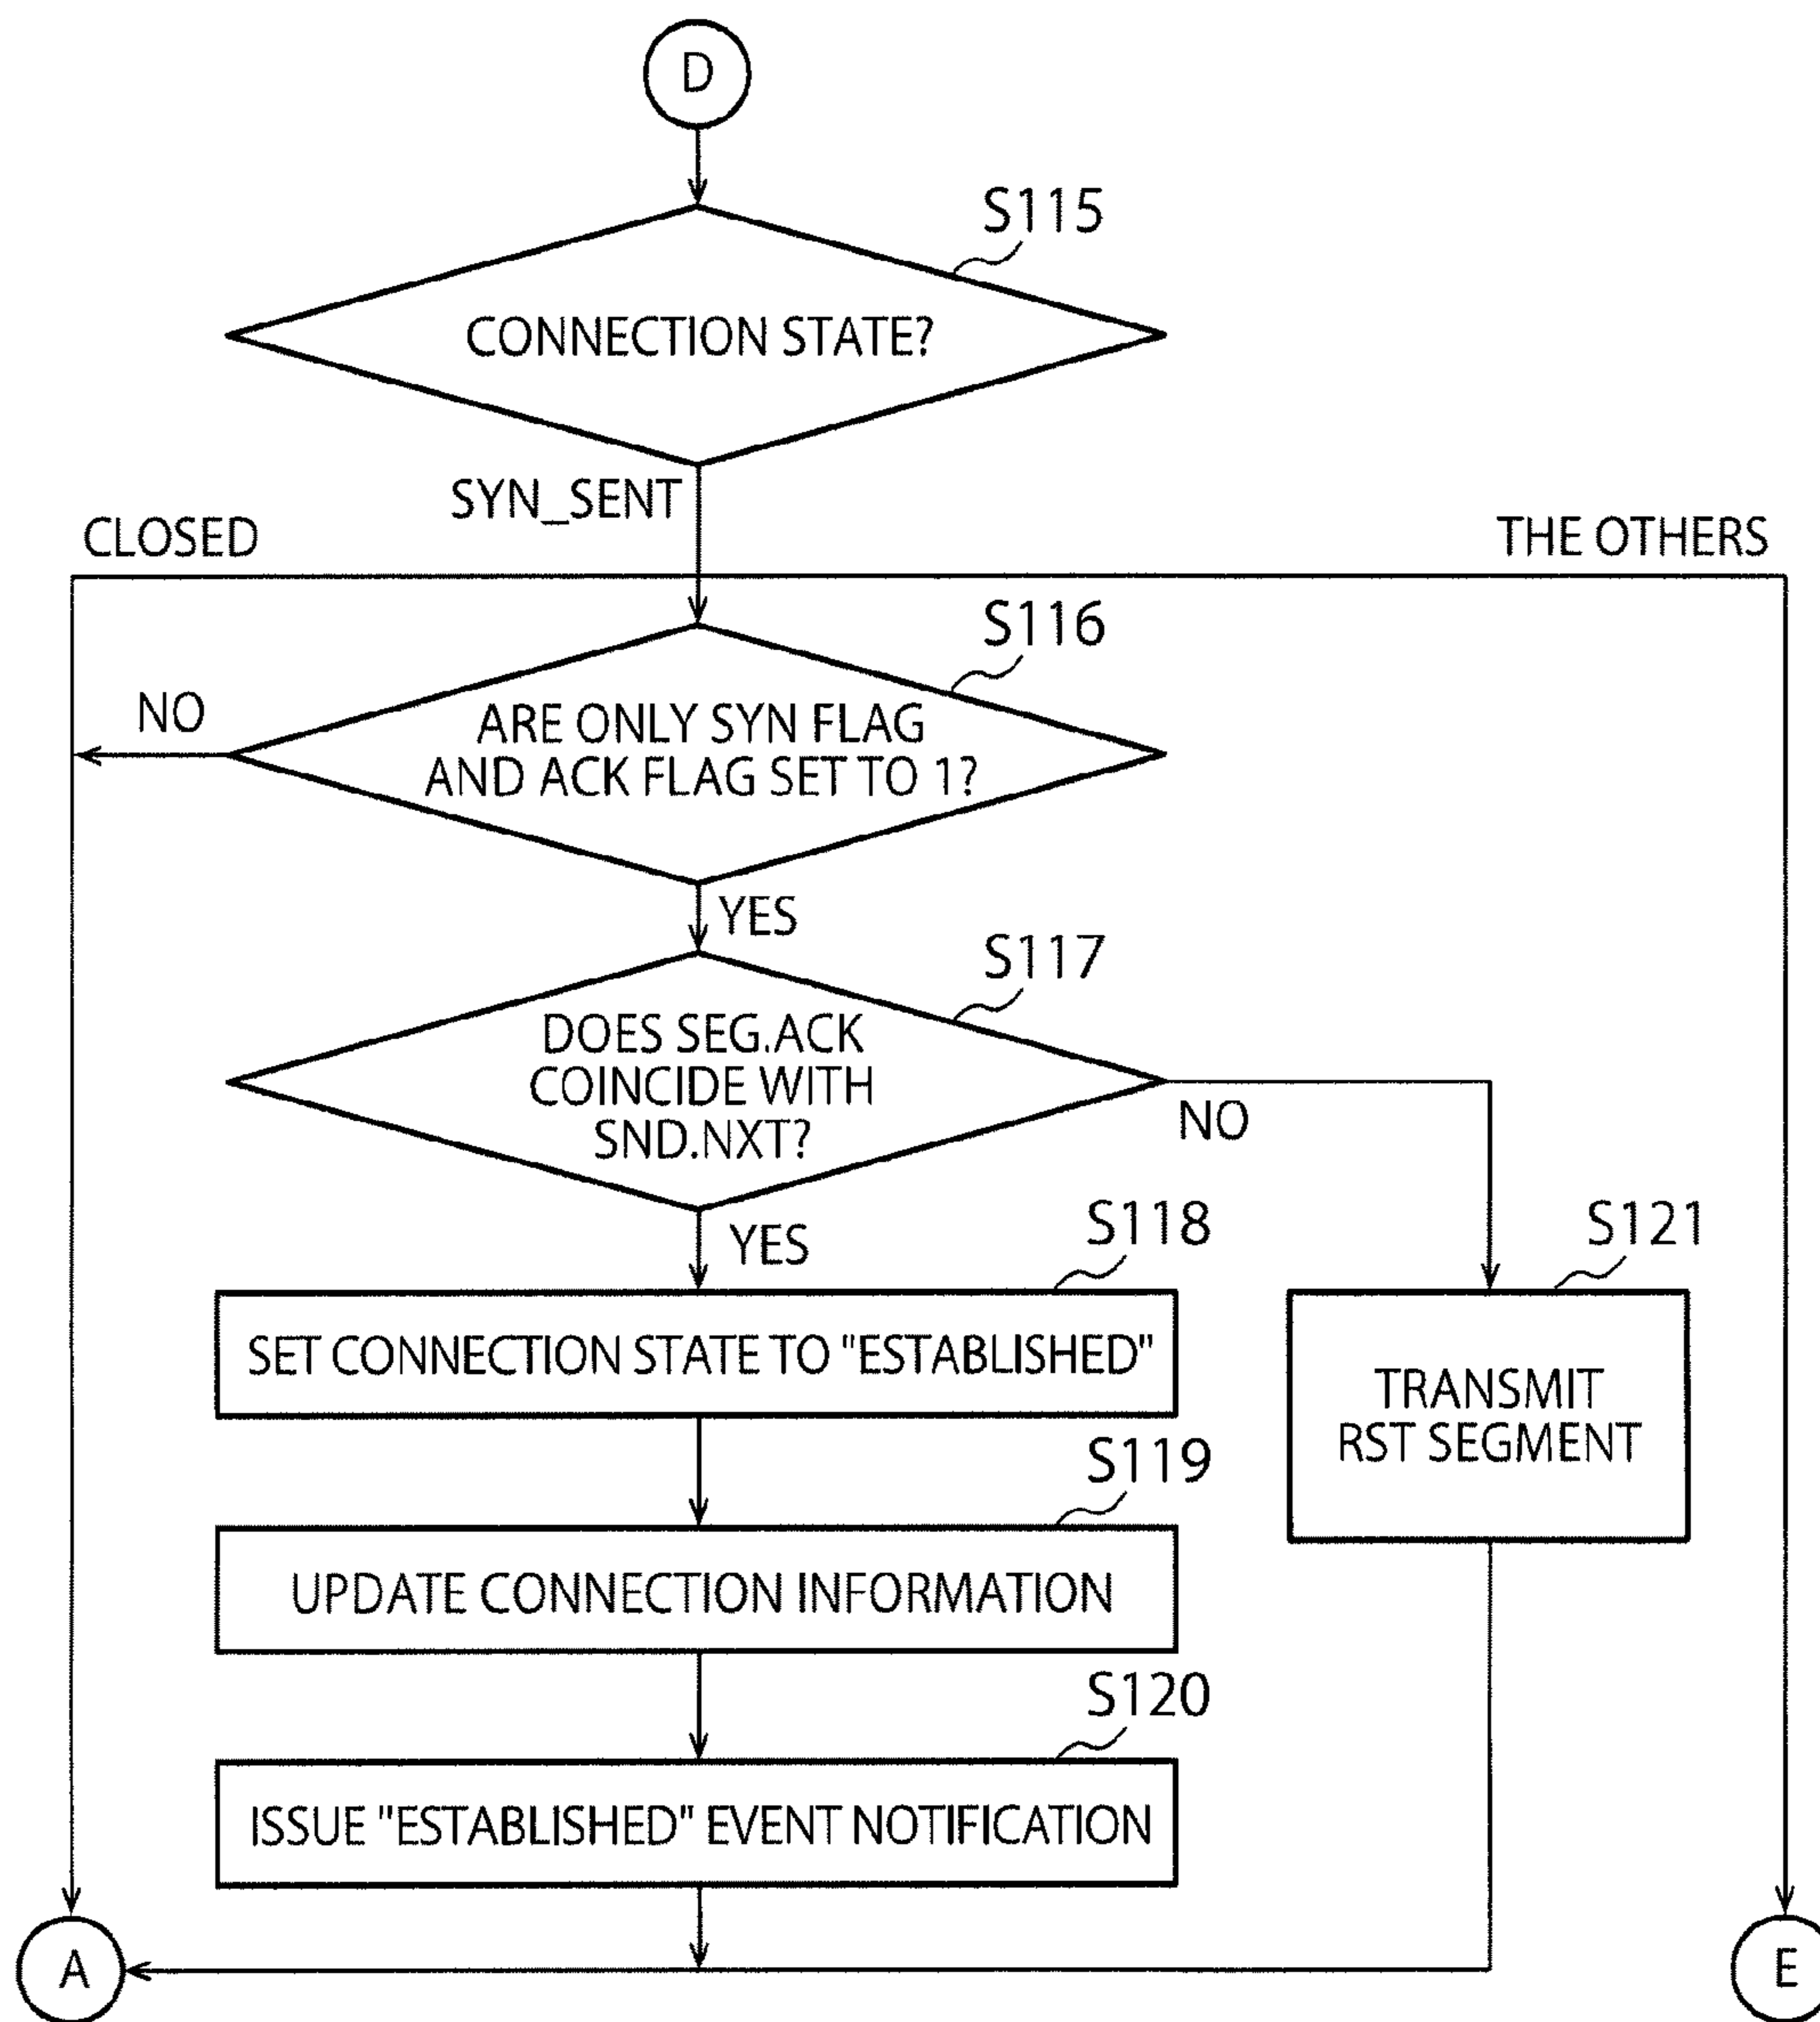 D
S115
CONNECTION STATE?
SYN_SENT
CLOSED
THE OTHERS
S116
NO
ARE ONLY SYN FLAG
AND ACK FLAG SET TO 1?
YES
S117
DOES SEG.ACK
COINCIDE WITH
SND.NXT?
NO
YES
S118
S121
SET CONNECTION STATE TO "ESTABLISHED"
TRANSMIT
RST SEGMENT
S119
UPDATE CONNECTION INFORMATION
S120
ISSUE "ESTABLISHED" EVENT NOTIFICATION
A
E